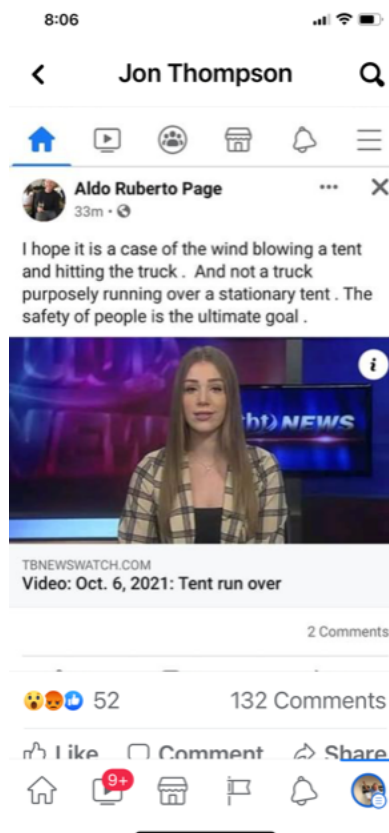 8:06
Jon Thompson
Aldo Ruberto Page
33m
I hope it is a case of the wind blowing a tent
and hitting the truck . And not a truck
purposely running over a stationary tent . The
safety of people is the ultimate goal .
tbt) NEWS
TBNEWSWATCH.COM
Video: Oct. 6, 2021: Tent run over
2 Comments
52
132 Comments
Like
Comment
Share
9+